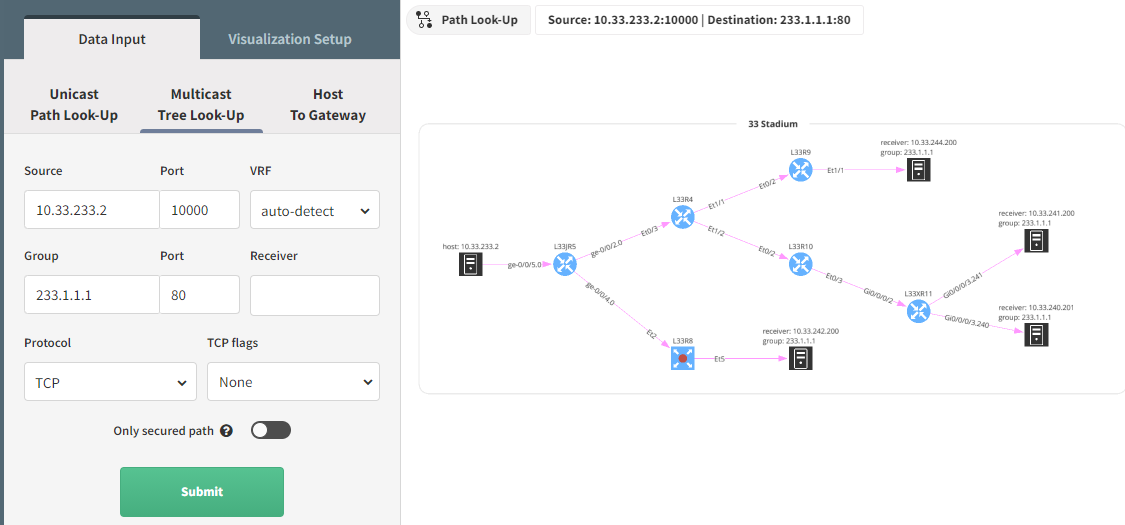 Data Input
Visualization Setup
Unicast
Path Look-Up
Multicast
Tree Look-Up
Host
To Gateway
Source
Port
VRF
10.33.233.2
10000
auto-detect
Group
Port
Receiver
233.1.1.1
80
Protocol
TCP flags
TCP
None
Only secured path ?
Submit
Path Look-Up
Source: 10.33.233.2:10000 | Destination: 233.1.1.1:80
33 Stadium
host: 10.33.233.2
ge-0/0/5.0
L33JR5
ge-0/0/2.0
Et0/3
L33R4
Et1/1
Et0/2
L33R9
Et1/1
receiver: 10.33.244.200
group: 233.1.1.1
Et1/2
Et0/2
L33R10
Et0/3
Gi0/0/0/2
L33XR11
Gi0/0/0/3.241
receiver: 10.33.241.200
group: 233.1.1.1
Gi0/0/0/3.240
receiver: 10.33.240.201
group: 233.1.1.1
ge-0/0/4.0
Et2
L33R8
Et5
receiver: 10.33.242.200
group: 233.1.1.1